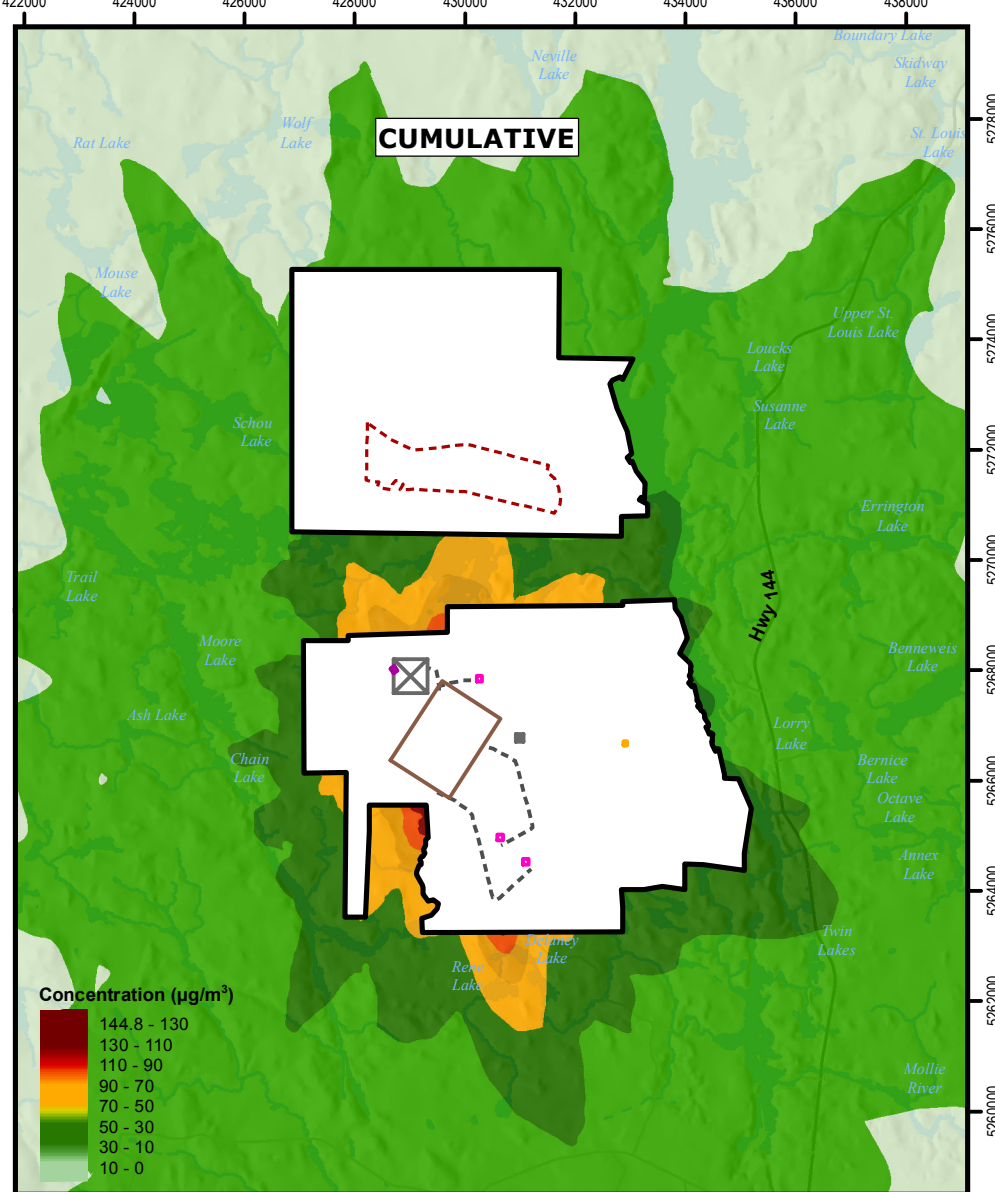 422000 424000 426000 428000 430000 432000 434000 436000 438000
Boundary Lake
Neville
Lake
Skidway
Lake
5278000
Wolf
Lake
CUMULATIVE
Rat Lake
St. Louis
Lake
5276000
Mouse
Lake
Upper St.
Louis Lake
5274000
Loucks
Lake
Susanne
Lake
Schou
Lake
5272000
Errington
Lake
5270000
Trail
Lake
Hwy 144
Moore
Lake
Benneweis
Lake
5268000
Ash Lake
Lorry
Lake
Chain
Lake
Bernice
Lake
5266000
Octave
Lake
Annex
Lake
5264000
Twin
Lakes
Delaney
Lake
Rene
Lake
5262000
Concentration (µg/m³)
144.8 - 130
130 - 110
110 - 90
90 - 70
70 - 50
50 - 30
30 - 10
10 - 0
Mollie
River
5260000